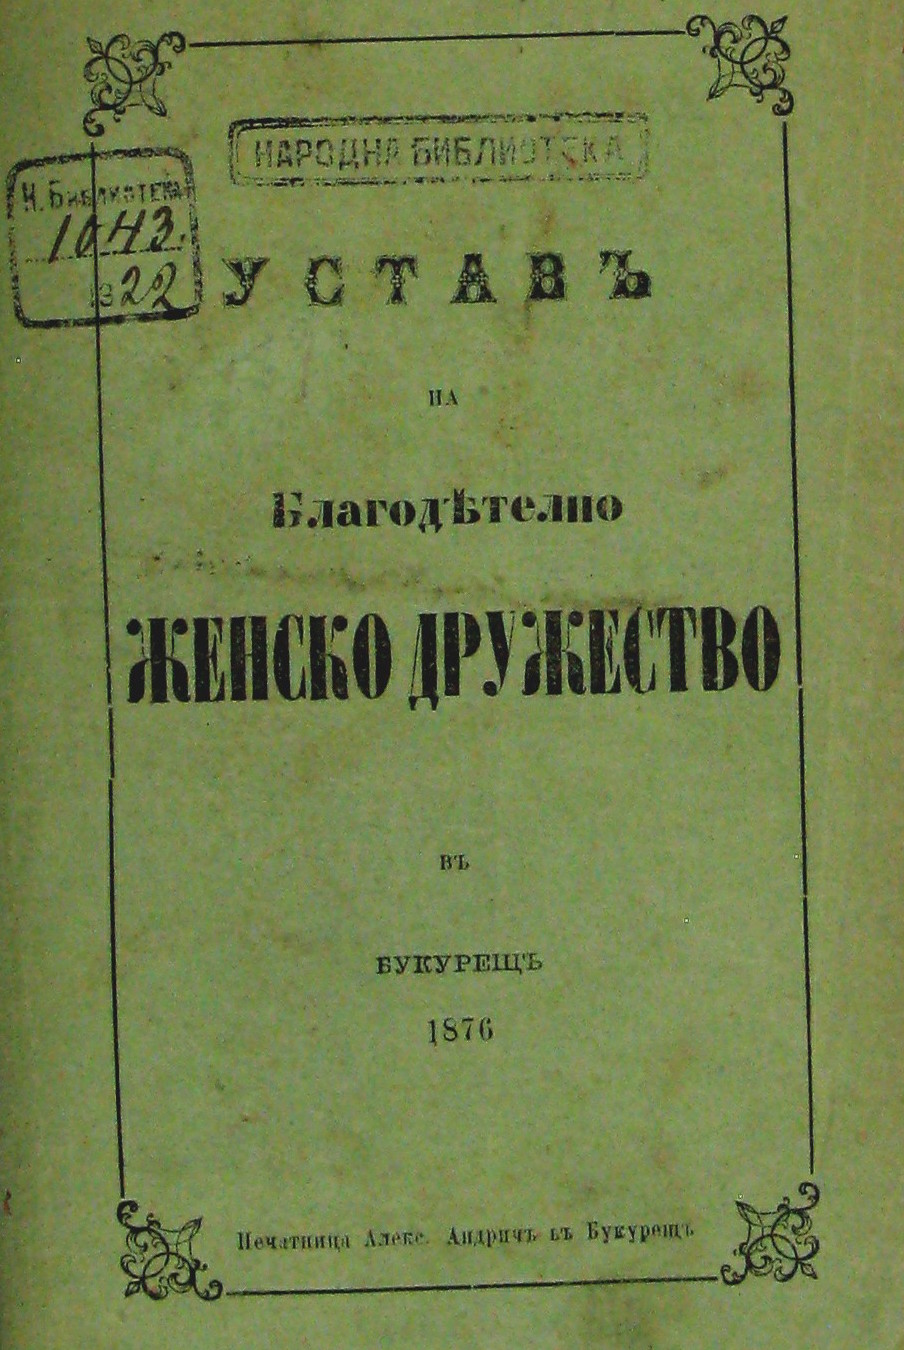 НАРОДНА БИБЛИОТЕКА
Н. БИБЛИОТЕКА
1043.
22
УСТАВЪ
НА
Благодѣтелно
ЖЕНСКО ДРУЖЕСТВО
ВЪ
БУКУРЕЩЪ
1876
Печатница Алекс. Андричъ въ Букурещъ